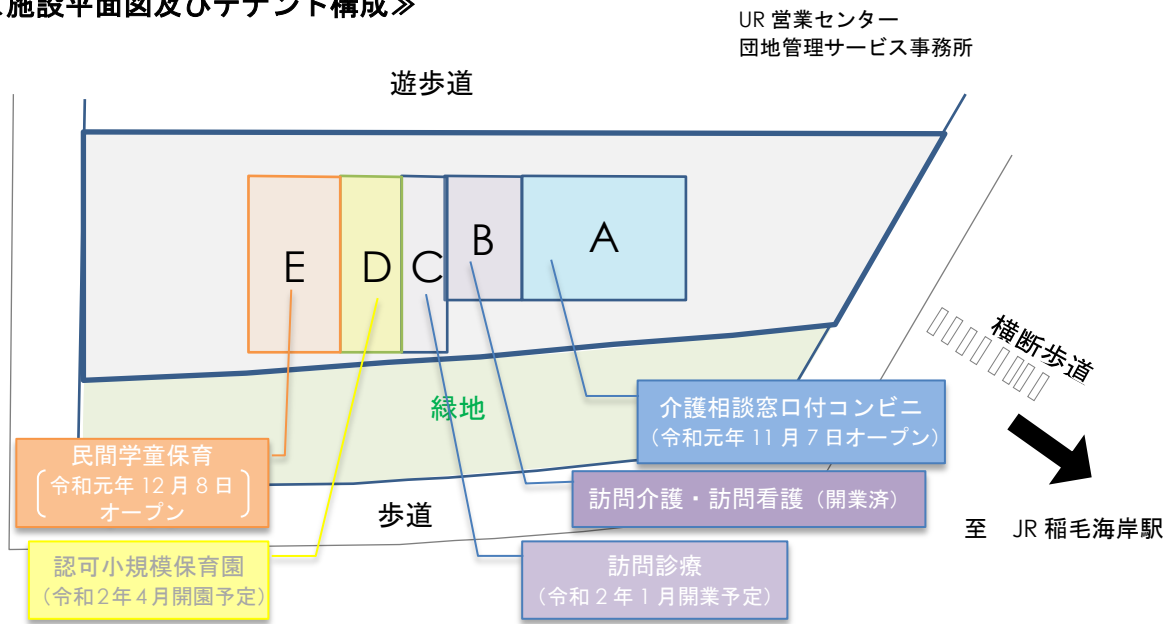 施設平面図及びテナント構成≫
UR 営業センター
団地管理サービス事務所
遊歩道
E
D
C
B
A
横断歩道
緑地
介護相談窓口付コンビニ
（令和元年 11 月 7 日オープン）
民間学童保育
令和元年 12 月 8 日
オープン
訪問介護・訪問看護（開業済）
歩道
至 JR 稲毛海岸駅
認可小規模保育園
（令和２年４月開園予定）
訪問診療
（令和 2 年 1 月開業予定）